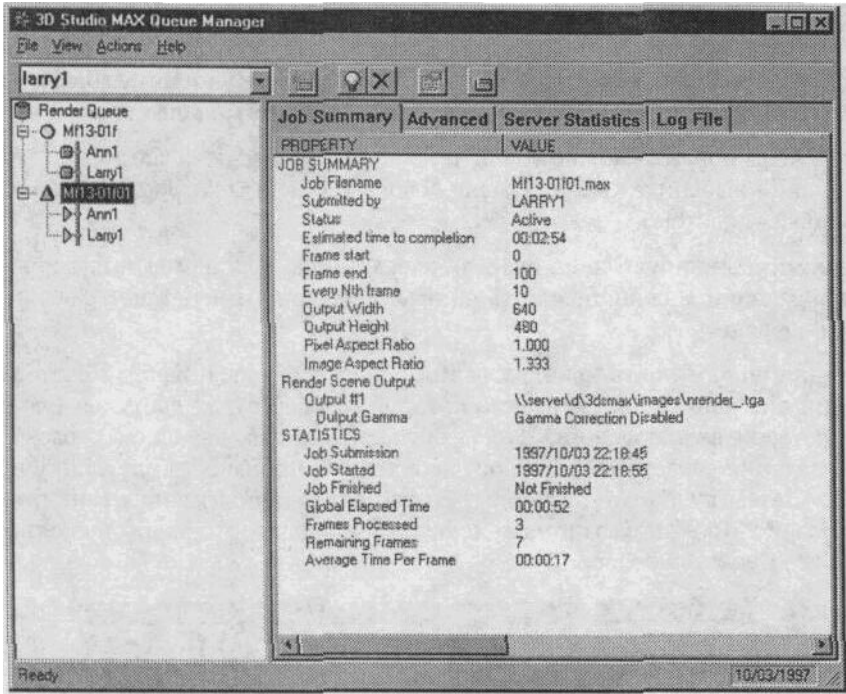 3D Studio MAX Queue Manager
File View Actions Help
larry1
Render Queue
Mf13-01f
Ann1
Larry1
Mf13-01f01
Ann1
Larry1
Job Summary Advanced Server Statistics Log File
PROPERTY VALUE
JOB SUMMARY
Job Filename Mf13-01f01.max
Submitted by LARRY1
Status Active
Estimated time to completion 00:02:54
Frame start 0
Frame end 100
Every Nth frame 10
Output Width 640
Output Height 480
Pixel Aspect Ratio 1.000
Image Aspect Ratio 1.333
Render Scene Output
Output #1 \\server\d\3dsmax\images\nrender_.tga
Output Gamma Gamma Correction Disabled
STATISTICS
Job Submission 1997/10/03 22:18:45
Job Started 1997/10/03 22:18:55
Job Finished Not Finished
Global Elapsed Time 00:00:52
Frames Processed 3
Remaining Frames 7
Average Time Per Frame 00:00:17
Ready 10/03/1997